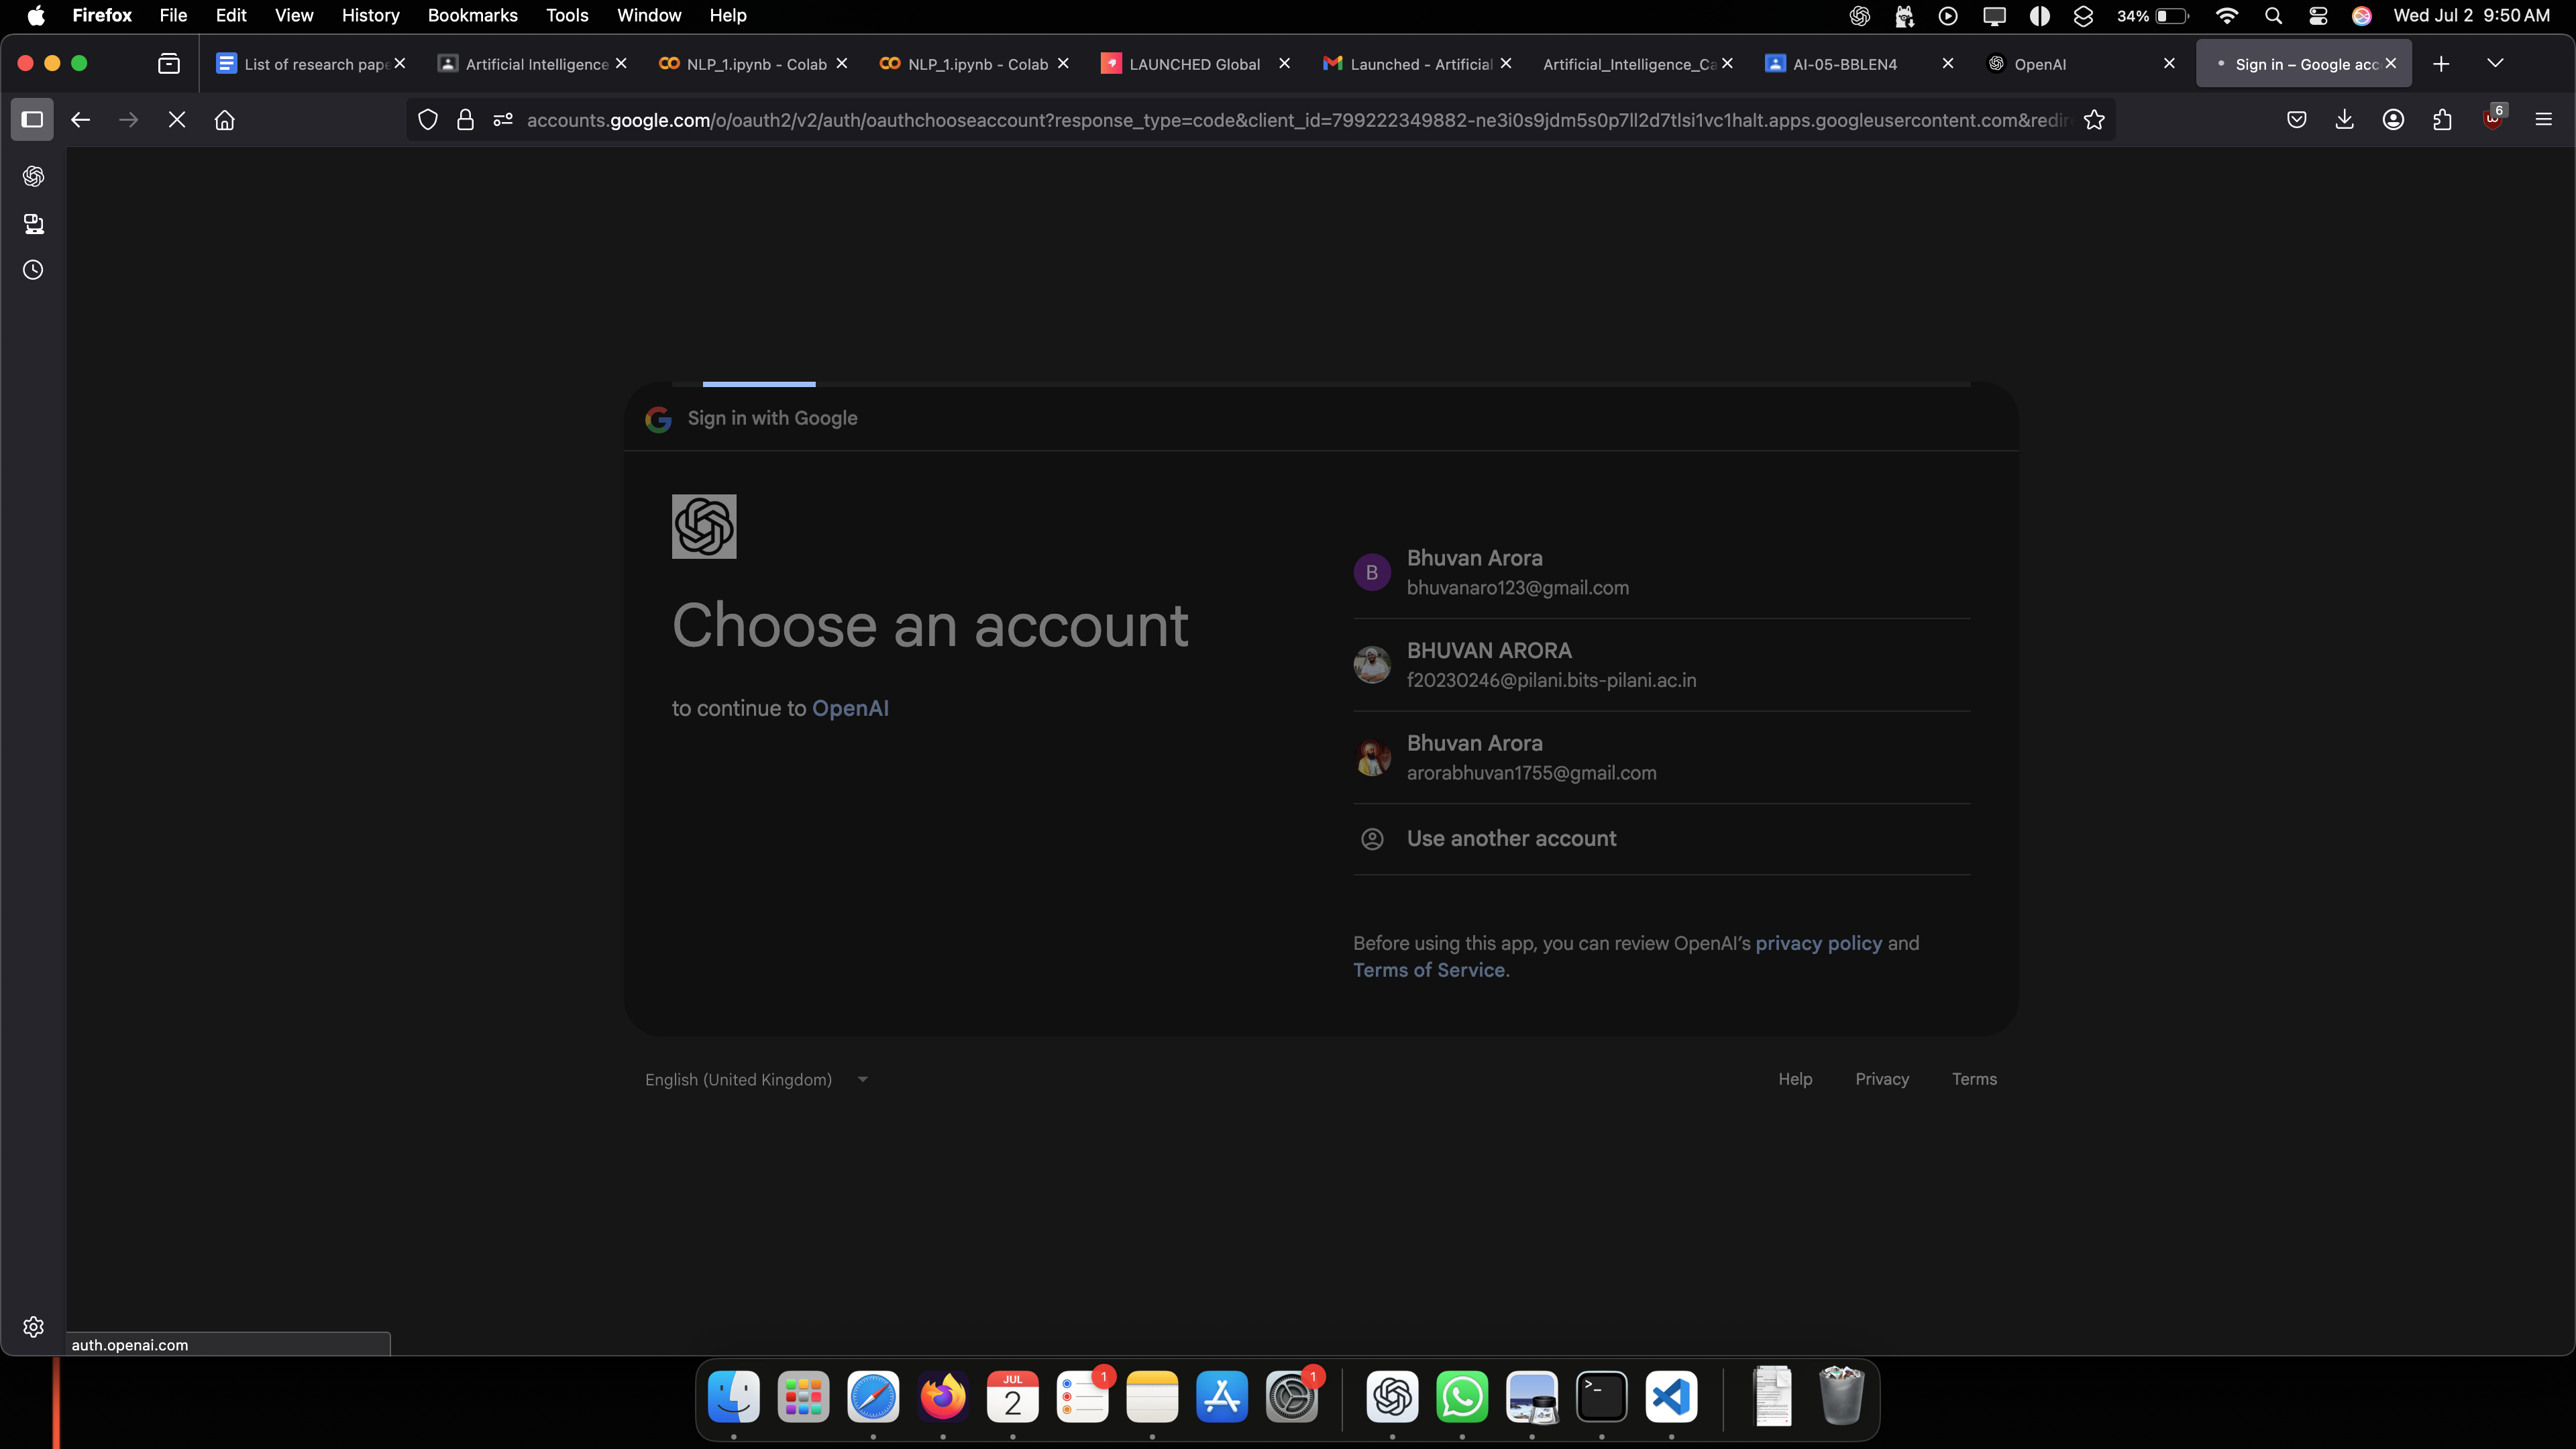 Firefox File Edit View History Bookmarks Tools Window Help 34% Wed Jul 2 9:50 AM
List of research pape Artificial Intelligence NLP_1.ipynb - Colab NLP_1.ipynb - Colab LAUNCHED Global Launched - Artificial Artificial_Intelligence_Ca AI-05-BBLEN4 OpenAI Sign in – Google acc
accounts.google.com/o/oauth2/v2/auth/oauthchooseaccount?response_type=code&client_id=799222349882-ne3i0s9jdm5s0p7ll2d7tlsi1vc1halt.apps.googleusercontent.com&redir 6
Sign in with Google
Choose an account
to continue to OpenAI
B
Bhuvan Arora
bhuvanaro123@gmail.com
BHUVAN ARORA
f20230246@pilani.bits-pilani.ac.in
Bhuvan Arora
arorabhuvan1755@gmail.com
Use another account
Before using this app, you can review OpenAI’s privacy policy and
Terms of Service.
English (United Kingdom) Help Privacy Terms
auth.openai.com
JUL
2
1
1